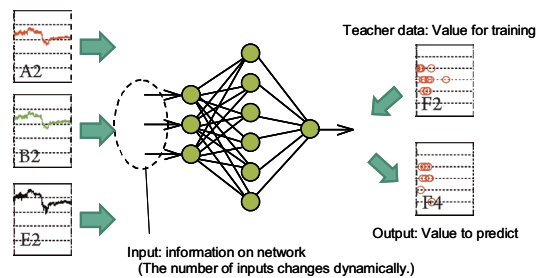 Teacher data: Value for training
A2
F2
B2
F4
E2
Output: Value to predict
Input: information on network
(The number of inputs changes dynamically.)